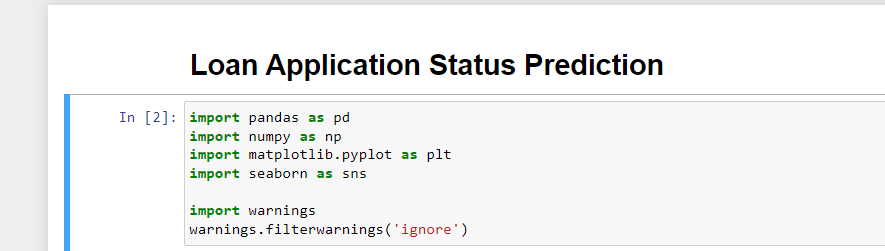 Loan Application Status Prediction
In [2]: import pandas as pd
import numpy as np
import matplotlib.pyplot as plt
import seaborn as sns
import warnings
warnings.filterwarnings('ignore')